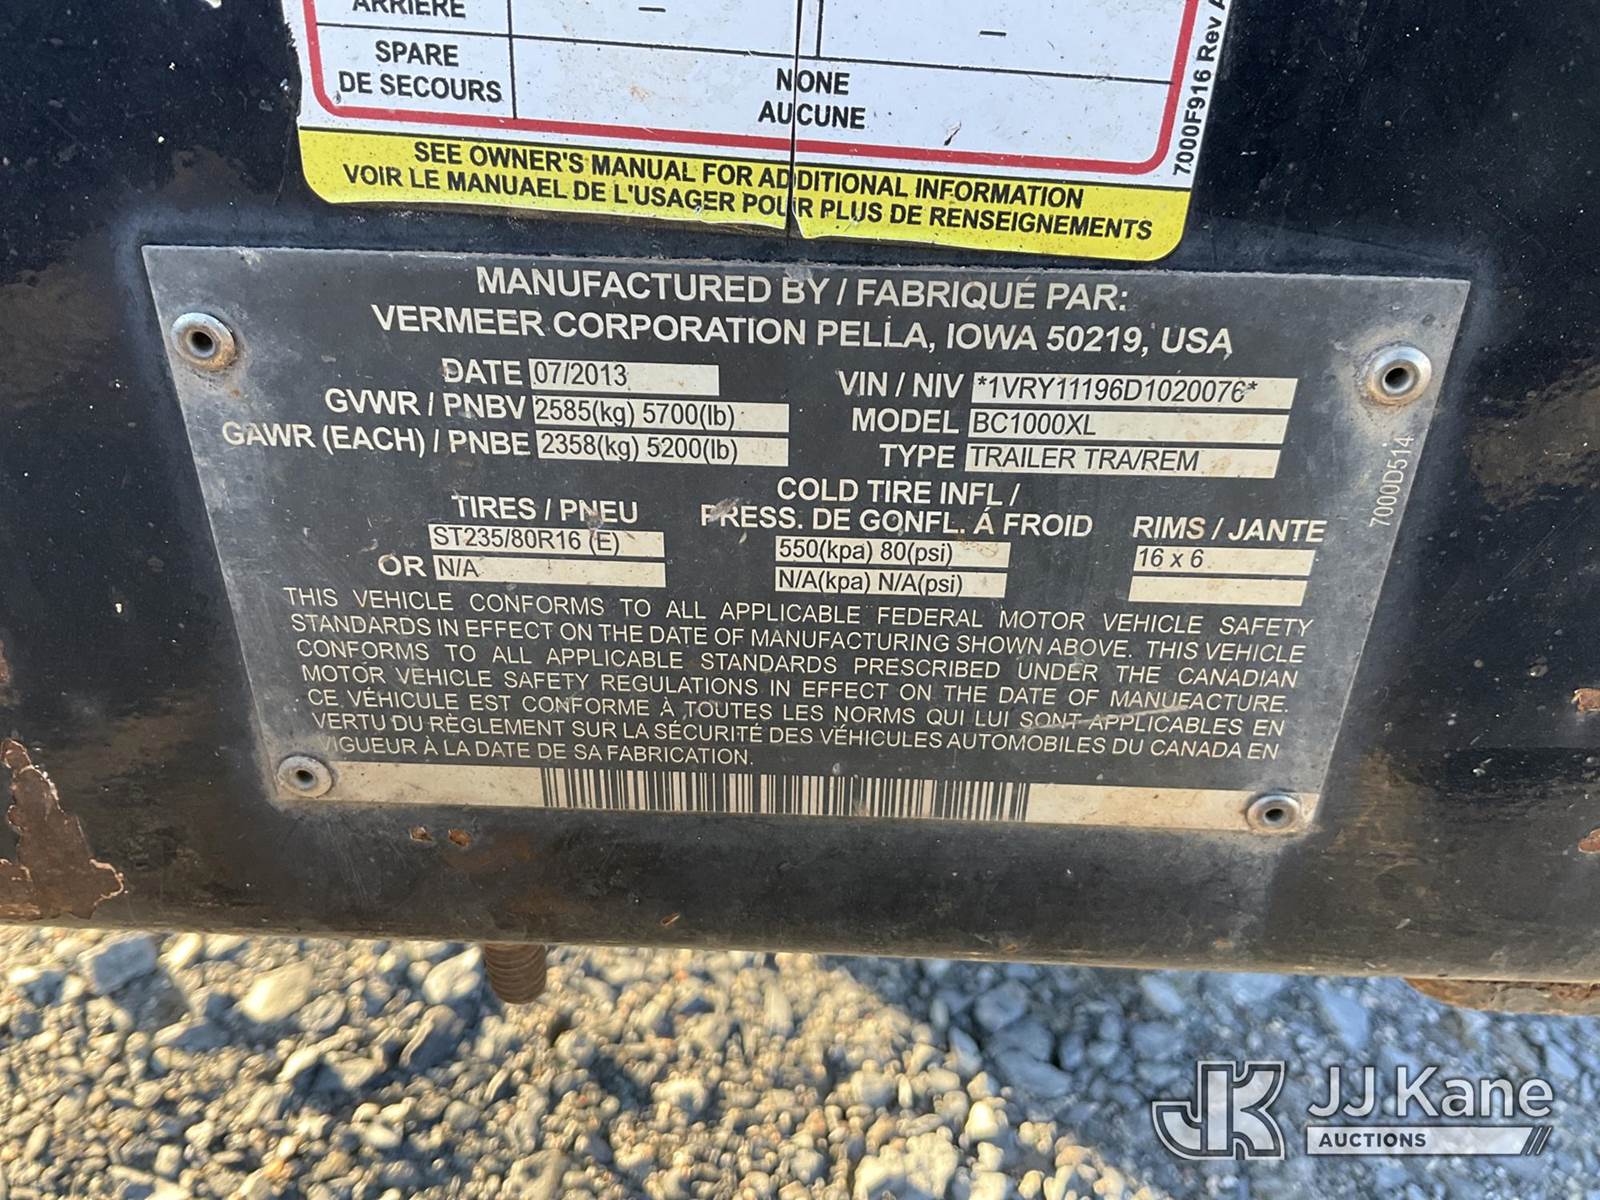 ARRIÈRE — —
SPARE
DE SECOURS
NONE
AUCUNE
7000F916 Rev A
SEE OWNER'S MANUAL FOR ADDITIONAL INFORMATION
VOIR LE MANUAEL DE L'USAGER POUR PLUS DE RENSEIGNEMENTS
MANUFACTURED BY / FABRIQUÉ PAR:
VERMEER CORPORATION PELLA, IOWA 50219, USA
DATE 07/2013
GVWR / PNBV 2585(kg) 5700(lb)
GAWR (EACH) / PNBE 2358(kg) 5200(lb)
VIN / NIV *1VRY11196D1020076*
MODEL BC1000XL
TYPE TRAILER TRA/REM
7000D514
TIRES / PNEU
ST235/80R16 (E)
OR N/A
COLD TIRE INFL /
PRESS. DE GONFL. Á FROID
550(kpa) 80(psi)
N/A(kpa) N/A(psi)
RIMS / JANTE
16 x 6
THIS VEHICLE CONFORMS TO ALL APPLICABLE FEDERAL MOTOR VEHICLE SAFETY
STANDARDS IN EFFECT ON THE DATE OF MANUFACTURING SHOWN ABOVE. THIS VEHICLE
CONFORMS TO ALL APPLICABLE STANDARDS PRESCRIBED UNDER THE CANADIAN
MOTOR VEHICLE SAFETY REGULATIONS IN EFFECT ON THE DATE OF MANUFACTURE.
CE VÉHICULE EST CONFORME À TOUTES LES NORMS QUI LUI SONT APPLICABLES EN
VERTU DU RÈGLEMENT SUR LA SÉCURITÉ DES VÉHICULES AUTOMOBILES DU CANADA EN
VIGUEUR À LA DATE DE SA FABRICATION.
JK JJ Kane
AUCTIONS